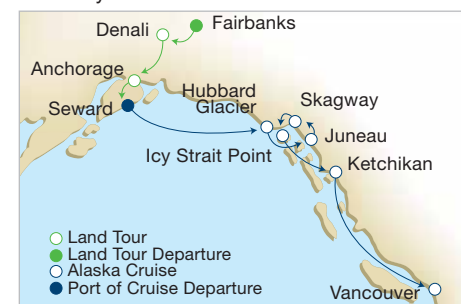 Fairbanks
Denali
Anchorage
Seward
Hubbard
Glacier
Skagway
Juneau
Icy Strait Point
Ketchikan
Vancouver
Land Tour
Land Tour Departure
Alaska Cruise
Port of Cruise Departure